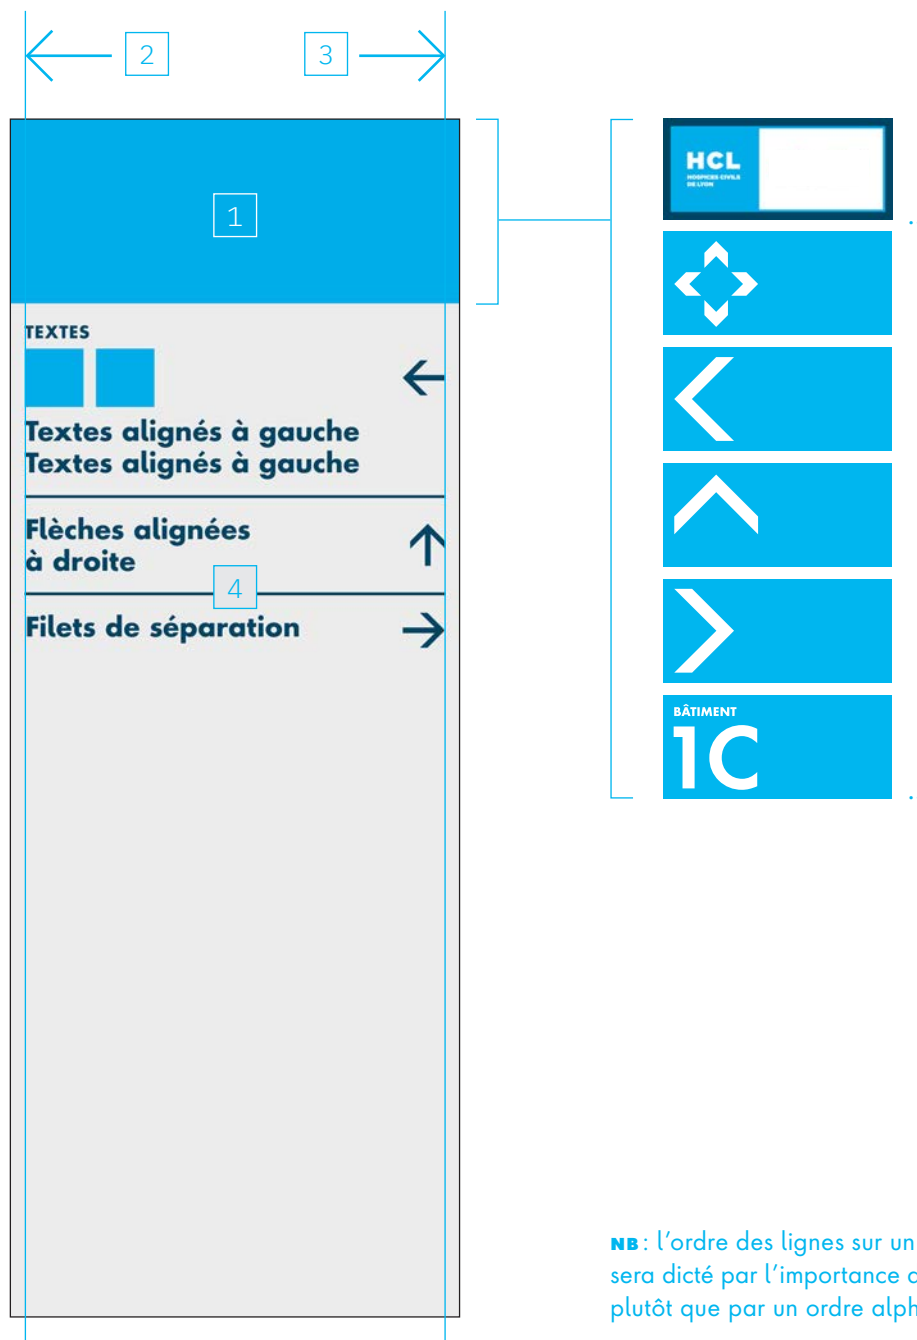 2
3
1
TEXTES
Textes alignés à gauche
Textes alignés à gauche
Flèches alignées
à droite
4
Filets de séparation
HCL
HOSPICES CIVILS
DE LYON
BÂTIMENT
1C
NB : l'ordre des lignes sur un
sera dicté par l'importance
plutôt que par un ordre